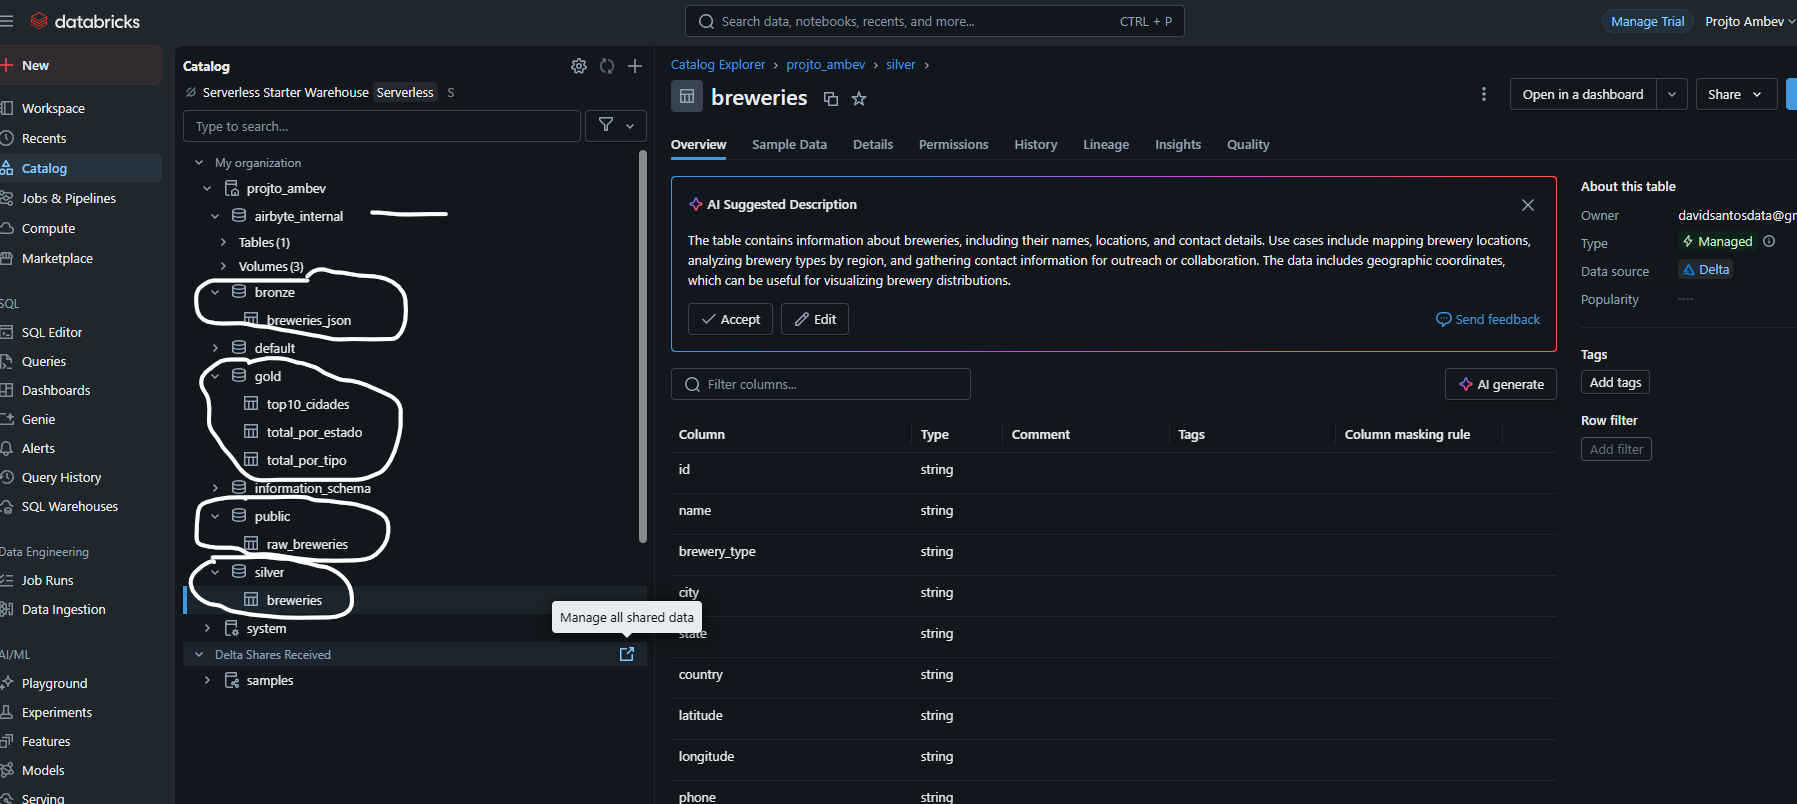 databricks
Search data, notebooks, recents, and more...
CTRL + P
Manage Trial
Projto Ambev
New
Workspace
Recents
Catalog
Jobs & Pipelines
Compute
Marketplace
SQL
SQL Editor
Queries
Dashboards
Genie
Alerts
Query History
SQL Warehouses
Data Engineering
Job Runs
Data Ingestion
AI/ML
Playground
Experiments
Features
Models
Serving
Catalog
Serverless Starter Warehouse Serverless S
Type to search...
My organization
projto_ambev
airbyte_internal
Tables (1)
Volumes (3)
bronze
breweries_json
default
gold
top10_cidades
total_por_estado
total_por_tipo
information_schema
public
raw_breweries
silver
breweries
system
Delta Shares Received
samples
Manage all shared data
Catalog Explorer > projto_ambev > silver >
breweries
Open in a dashboard
Share
Overview Sample Data Details Permissions History Lineage Insights Quality
AI Suggested Description
The table contains information about breweries, including their names, locations, and contact details. Use cases include mapping brewery locations,
analyzing brewery types by region, and gathering contact information for outreach or collaboration. The data includes geographic coordinates,
which can be useful for visualizing brewery distributions.
Accept
Edit
Send feedback
Filter columns...
AI generate
Column Type Comment Tags Column masking rule
id string
name string
brewery_type string
city string
state string
country string
latitude string
longitude string
phone string
About this table
Owner davidsantosdata@gr
Type Managed
Data source Delta
Popularity ----
Tags
Add tags
Row filter
Add filter